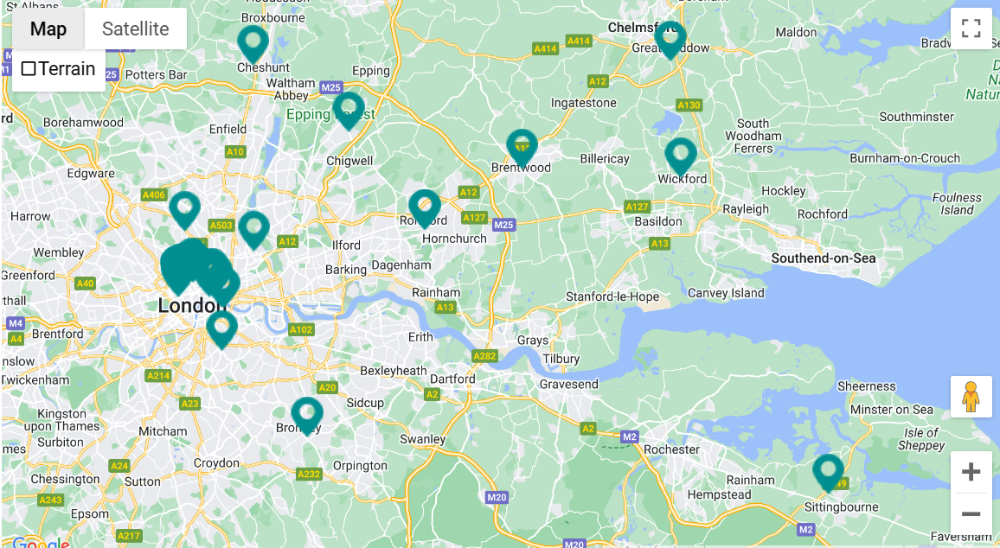 St Albans
Broxbourne
Map
Satellite
Terrain
Cheshunt
Chelmsford
Great Baddow
Maldon
A414
A414
M25
Potters Bar
Waltham
Abbey
Epping
M25
A12
Ingatestone
A130
Epping Forest
Borehamwood
Enfield
Southminster
South
Woodham
Ferrers
A10
Chigwell
Brentwood
Billericay
Burnham-on-Crouch
Edgware
Wickford
A406
A12
Hockley
Foulness
Island
Harrow
A503
Romford
A127
M25
A127
Rayleigh
Rochford
Basildon
Hornchurch
A12
Ilford
A13
Wembley
Dagenham
Southend-on-Sea
Barking
Greenford
A40
Rainham
Stanford-le-Hope
Canvey Island
London
A13
M4
A4
Brentford
A102
Erith
Grays
A282
Tilbury
Twickenham
A214
Bexleyheath
Dartford
Gravesend
A20
A2
Sheerness
A23
Sidcup
Minster on Sea
Kingston
upon Thames
Mitcham
Bromley
A2
M2
Isle of
Sheppey
Surbiton
Swanley
Rochester
A24
Croydon
A232
Orpington
Chessington
Sutton
Rainham
Hempstead
A243
M20
Sittingbourne
Epsom
A217
M2
Faversham
M20
Google